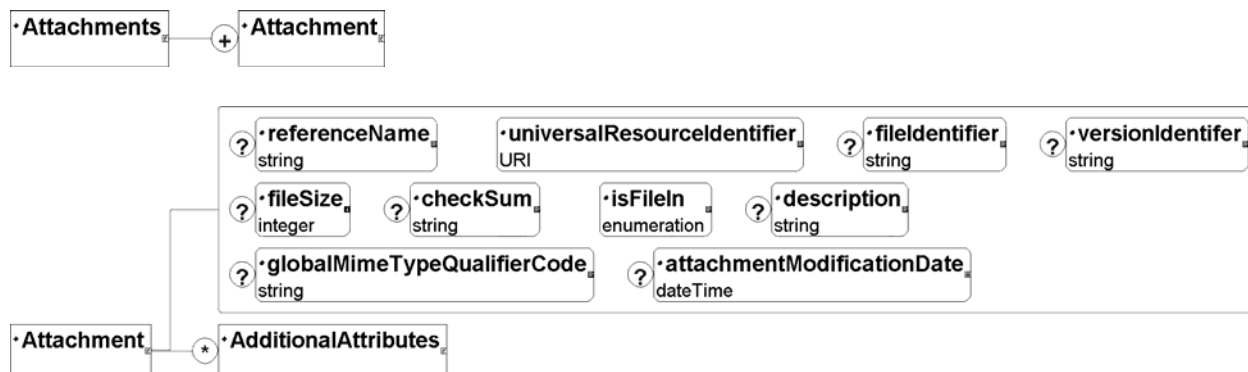 Attachments + Attachment
? referenceName universalResourceIdentifier ? fileIdentifier ? versionIdentifer
string URI string string
? fileSize ? checkSum isFileIn ? description
integer string enumeration string
? globalMimeTypeQualifierCode ? attachmentModificationDate
string dateTime
Attachment * AdditionalAttributes